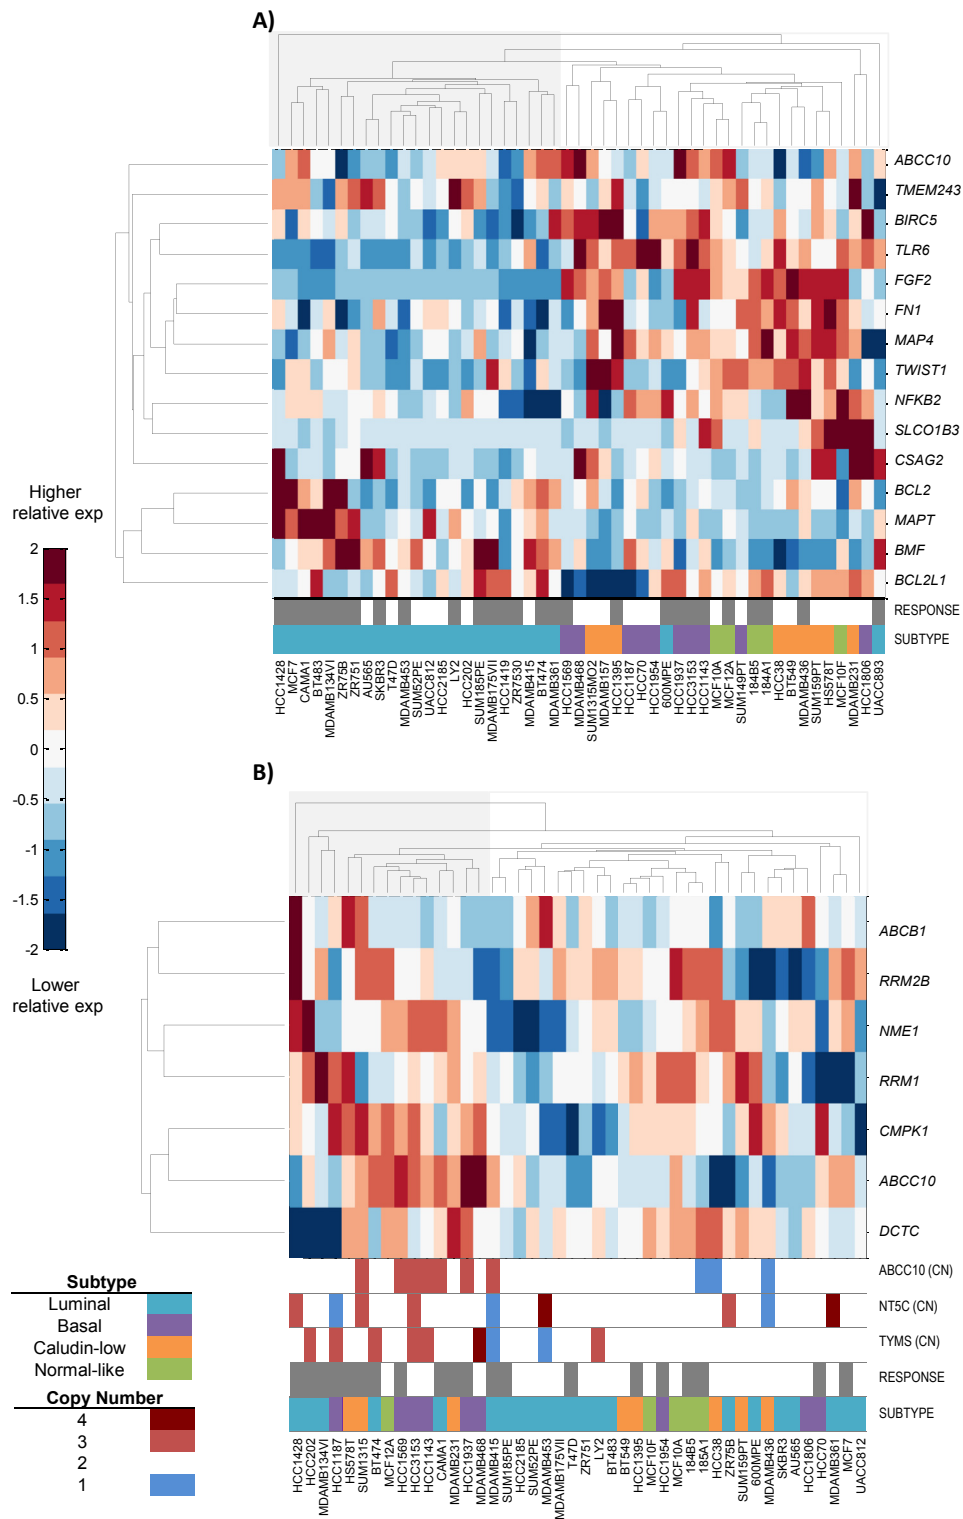 A)
ABCC10
TMEM243
BIRC5
TLR6
FGF2
FN1
MAP4
TWIST1
NFKB2
SLCO1B3
CSAG2
BCL2
MAPT
BMF
BCL2L1
RESPONSE
SUBTYPE
HCC1428
MCF7
CAMA1
BT483
MDAMB134VI
ZR75B
AU565
SKBR3
T47D
MDAMB453
SUM52PE
UACC812
HCC2185
LY2
HCC202
SUM185PE
MDAMB175VII
HCC1419
ZR7530
MDAMB415
BT474
MDAMB361
HCC1569
MDAMB468
SUM1315MO2
MDAMB157
HCC1395
HCC1187
HCC70
HCC1954
600MPE
HCC1937
HCC3153
HCC1143
MCF10A
MCF12A
SUM149PT
184B5
184A1
HCC38
BT549
MDAMB436
SUM159PT
HS578T
MCF10F
MDAMB231
HCC1806
UACC893
Higher
relative exp
2
1.5
1
0.5
0
-0.5
-1
-1.5
-2
Lower
relative exp
B)
ABCB1
RRM2B
NME1
RRM1
CMPK1
ABCC10
DCTC
ABCC10 (CN)
NT5C (CN)
TYMS (CN)
RESPONSE
SUBTYPE
HCC1428
HCC202
MDAMB134VI
HCC1187
HS578T
SUM1315
BT474
MCF12A
HCC1569
HCC3153
HCC1143
CAMA1
MDAMB231
HCC1937
MDAMB468
MDAMB415
SUM185PE
HCC2185
SUM52PE
MDAMB453
MDAMB175VII
T47D
ZR751
LY2
BT483
BT549
HCC1395
MCF10F
HCC1954
MCF10A
184B5
185A1
HCC38
ZR75B
SUM159PT
600MPE
MDAMB436
SKBR3
AU565
HCC1806
HCC70
MDAMB361
MCF7
UACC812
Subtype
Luminal
Basal
Caludin-low
Normal-like
Copy Number
4
3
2
1